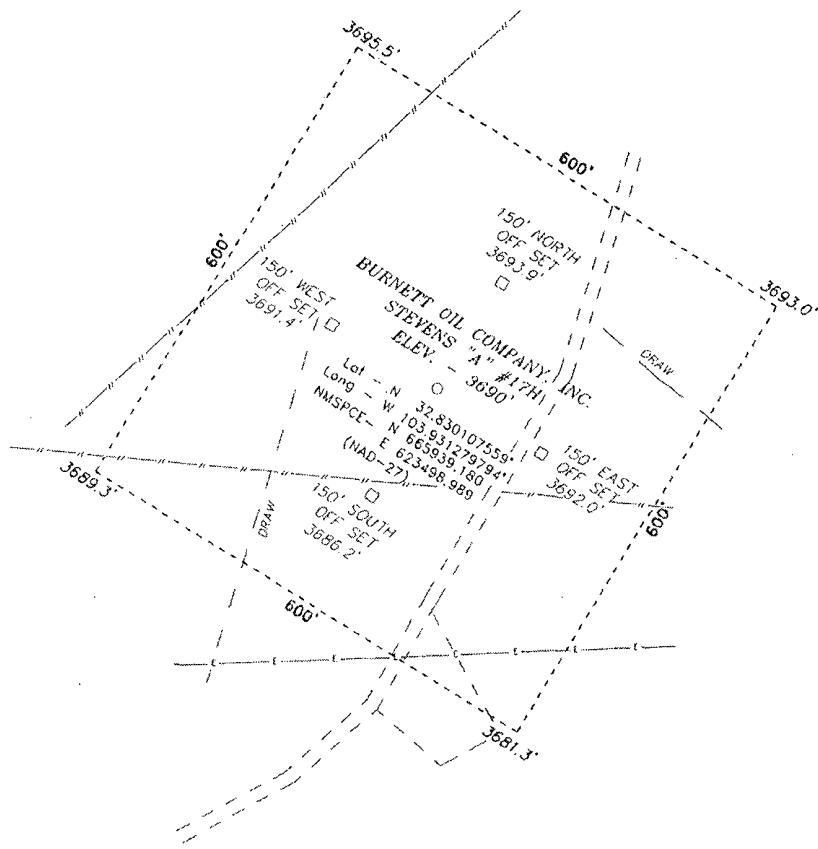 3695.5'
600'
150' NORTH
OFF SET
3693.9'
3693.0'
600'
150' WEST
OFF SET
3691.4'
BURNETT OIL COMPANY, INC.
STEVENS "A" #17H
ELEV. - 3690'
DRAW
Lat - N 32.830107559°
Long - W 103.931279794°
NMSPCE- N 665939.180
E 623498.989
(NAD-27)
150' EAST
OFF SET
3692.0'
3689.3'
150' SOUTH
OFF SET
3686.2'
DRAW
600'
600'
E E E E E E E E
3681.3'